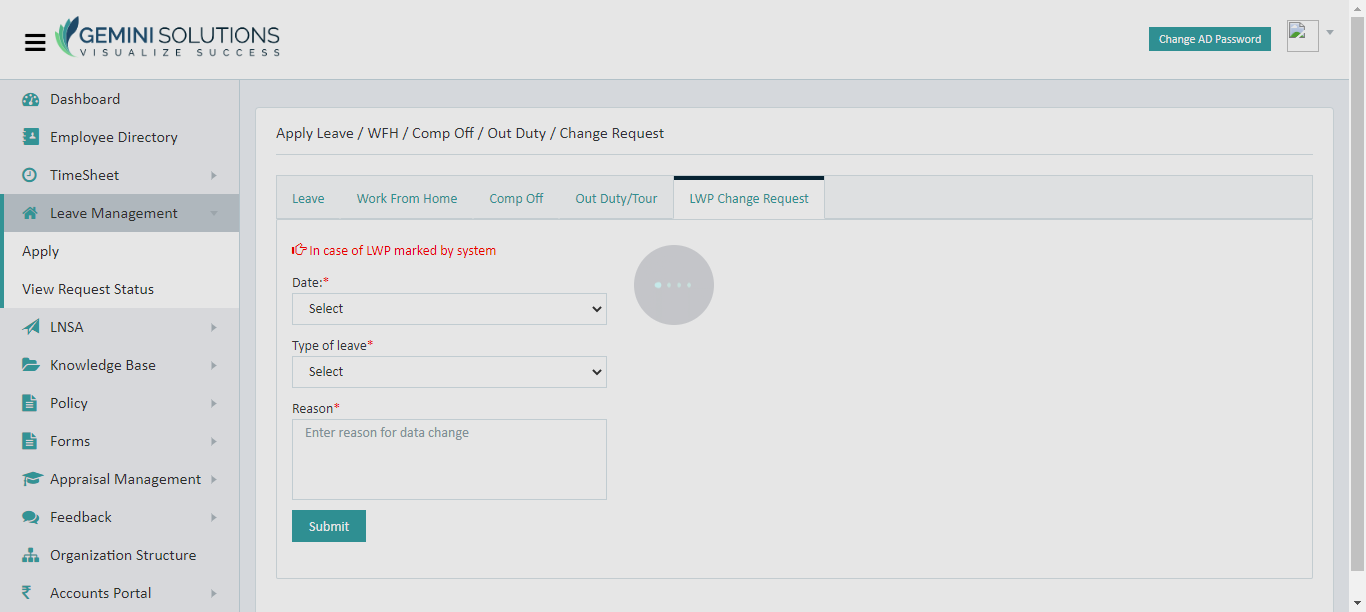 GEMINI SOLUTIONS
VISUALIZE SUCCESS
Change AD Password
Dashboard
Employee Directory
TimeSheet
Leave Management
Apply
View Request Status
LNSA
Knowledge Base
Policy
Forms
Appraisal Management
Feedback
Organization Structure
Accounts Portal
Apply Leave / WFH / Comp Off / Out Duty / Change Request
Leave Work From Home Comp Off Out Duty/Tour LWP Change Request
In case of LWP marked by system
Date:*
Select
Type of leave*
Select
Reason*
Enter reason for data change
Submit